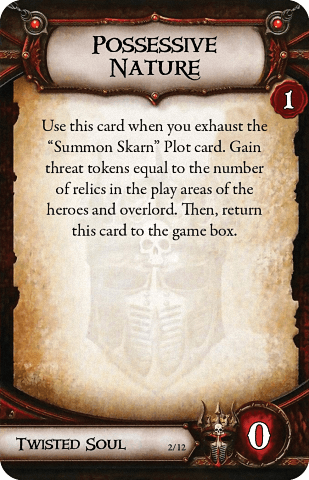 Possessive
Nature
1
Use this card when you exhaust the
“Summon Skarn” Plot card. Gain
threat tokens equal to the number
of relics in the play areas of the
heroes and overlord. Then, return
this card to the game box.
Twisted Soul
2/12
0